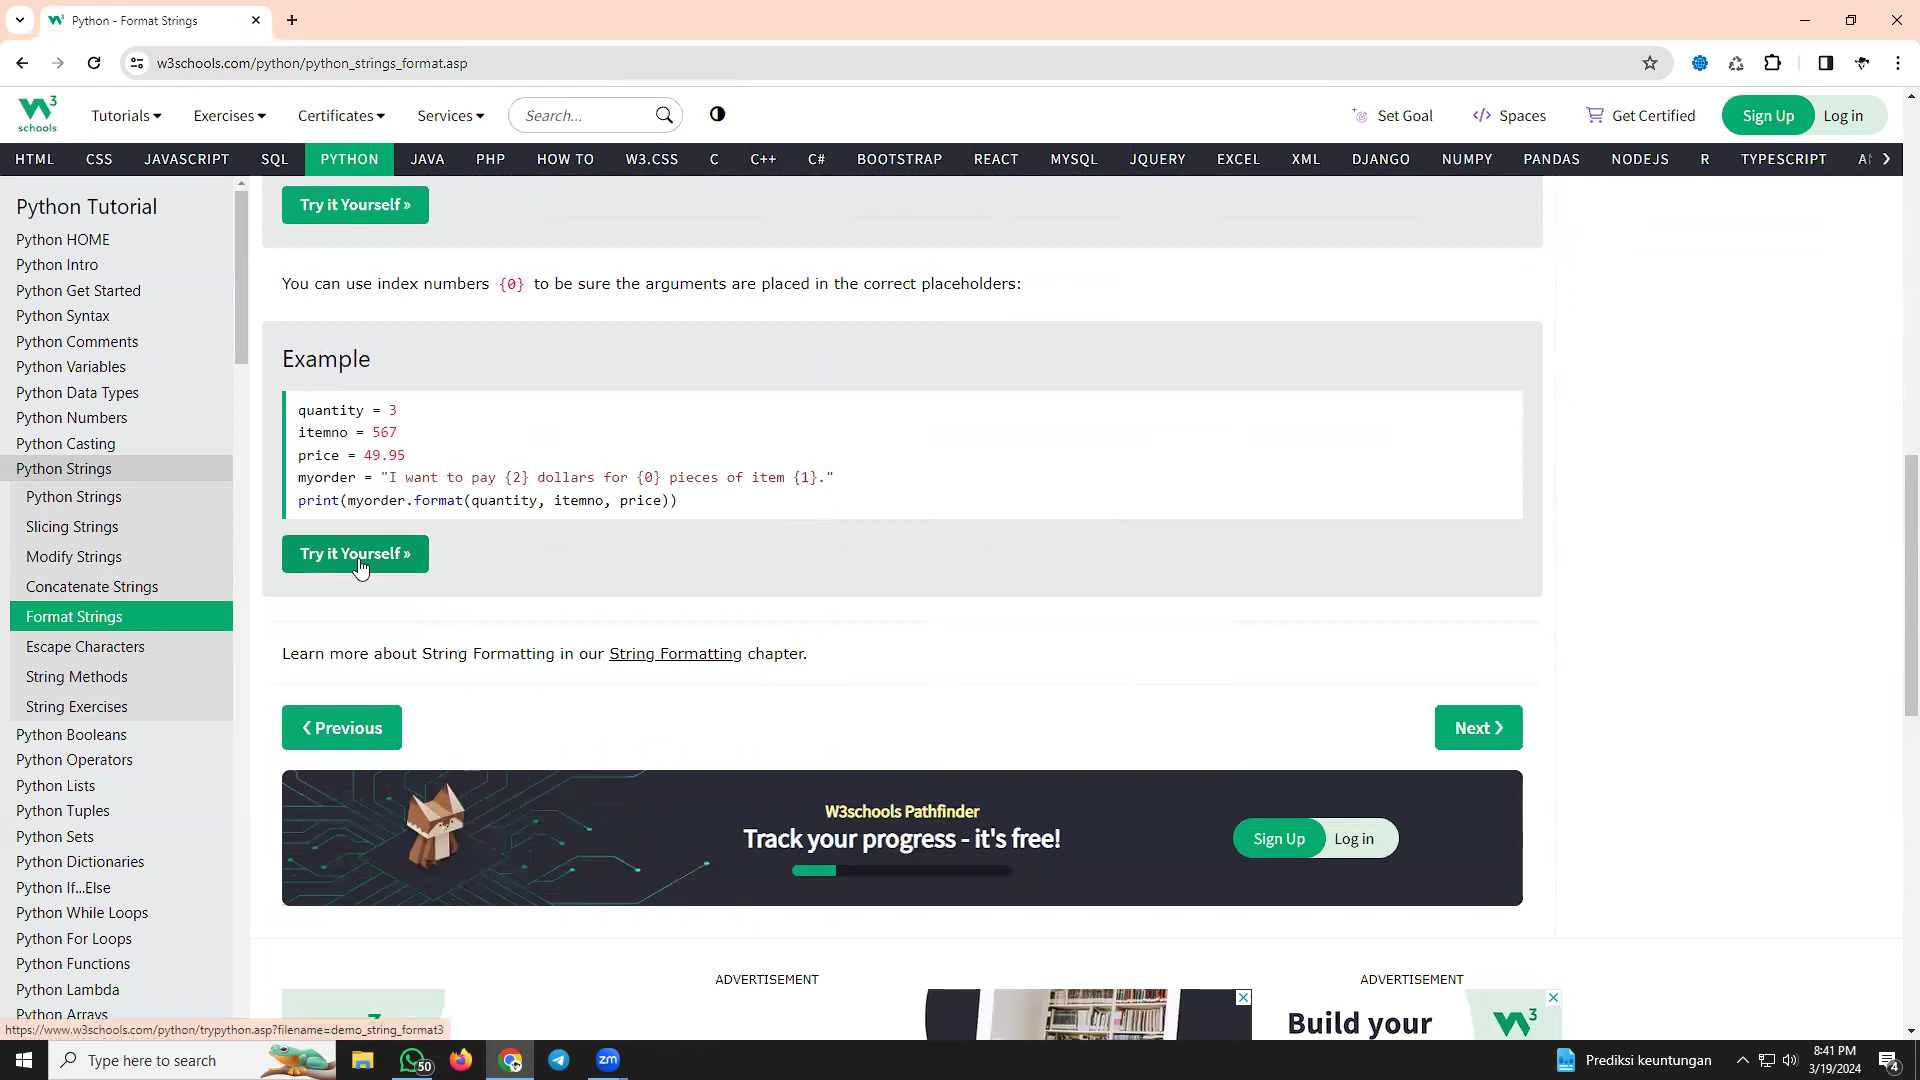 Python - Format Strings
w3schools.com/python/python_strings_format.asp
W3 schools
Tutorials
Exercises
Certificates
Services
Search...
Set Goal
Spaces
Get Certified
Sign Up
Log in
HTML
CSS
JAVASCRIPT
SQL
PYTHON
JAVA
PHP
HOW TO
W3.CSS
C
C++
C#
BOOTSTRAP
REACT
MYSQL
JQUERY
EXCEL
XML
DJANGO
NUMPY
PANDAS
NODEJS
R
TYPESCRIPT
Python Tutorial
Python HOME
Python Intro
Python Get Started
Python Syntax
Python Comments
Python Variables
Python Data Types
Python Numbers
Python Casting
Python Strings
Python Strings
Slicing Strings
Modify Strings
Concatenate Strings
Format Strings
Escape Characters
String Methods
String Exercises
Python Booleans
Python Operators
Python Lists
Python Tuples
Python Sets
Python Dictionaries
Python If...Else
Python While Loops
Python For Loops
Python Functions
Python Lambda
Python Arrays
https://www.w3schools.com/python/trypython.asp?filename=demo_string_format3
Try it Yourself »
You can use index numbers {0} to be sure the arguments are placed in the correct placeholders:
Example
quantity = 3
itemno = 567
price = 49.95
myorder = "I want to pay {2} dollars for {0} pieces of item {1}."
print(myorder.format(quantity, itemno, price))
Try it Yourself »
Learn more about String Formatting in our String Formatting chapter.
❮ Previous
Next ❯
W3schools Pathfinder
Track your progress - it's free!
Sign Up
Log in
ADVERTISEMENT
ADVERTISEMENT
Build your
W3
Type here to search
50
zm
Prediksi keuntungan
8:41 PM
3/19/2024
4